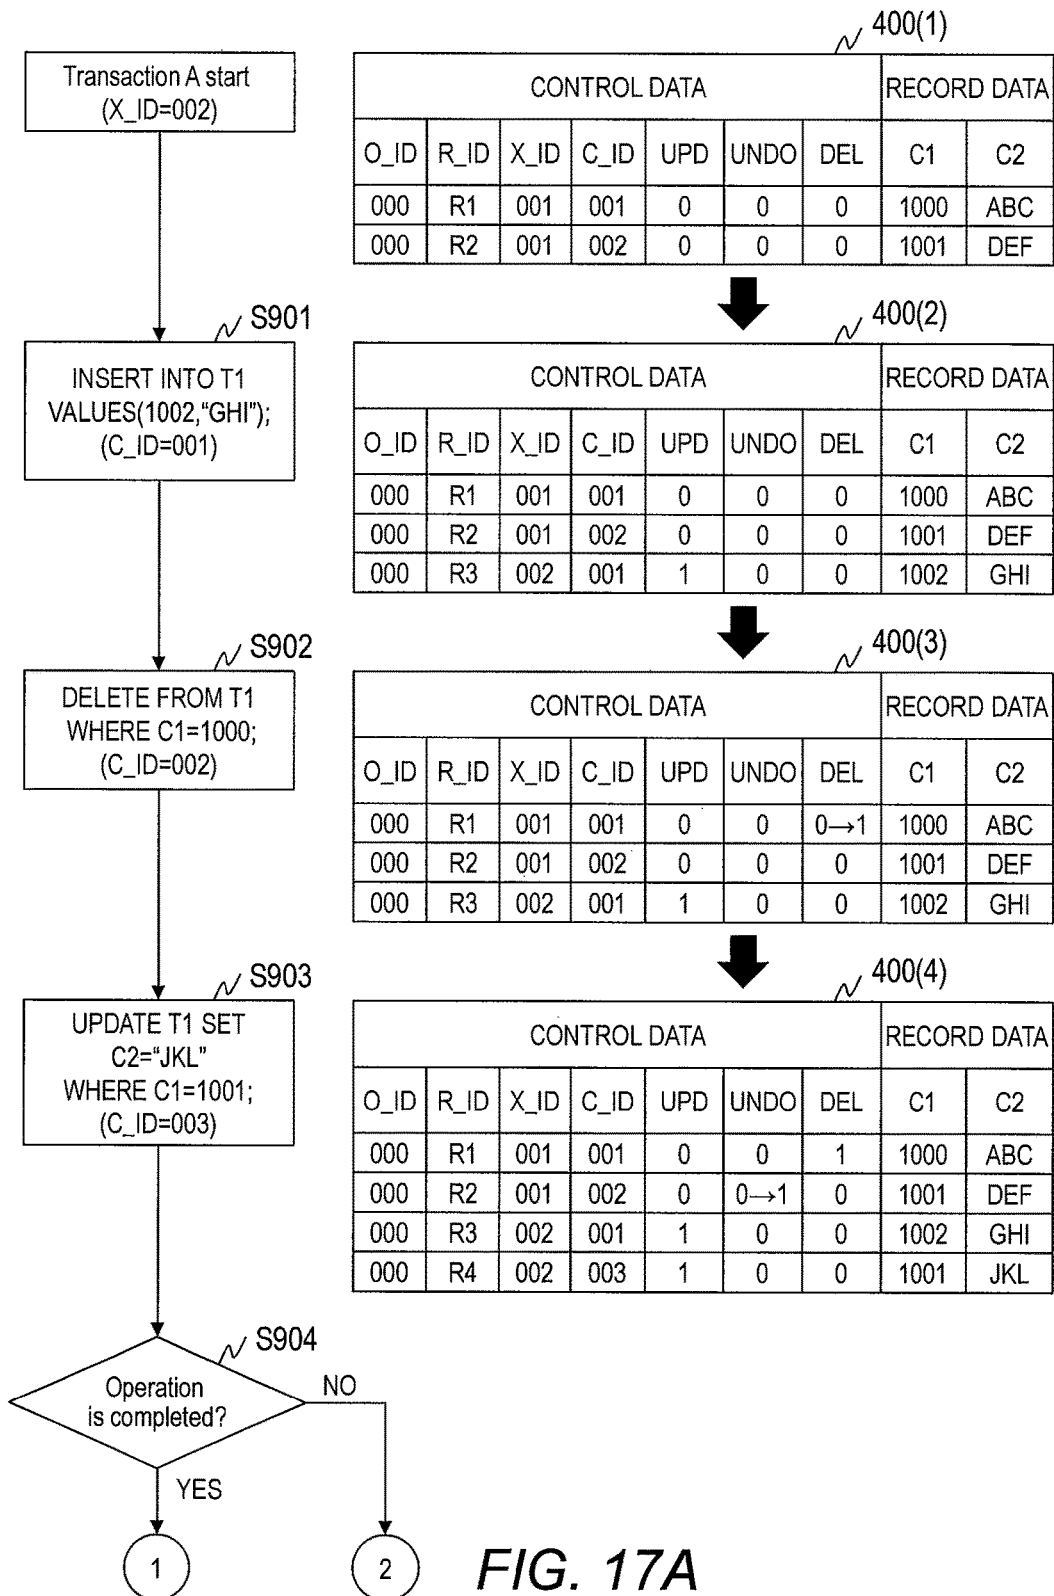 400(1)
Transaction A start
(X_ID=002)
CONTROL DATA RECORD DATA
O_ID R_ID X_ID C_ID UPD UNDO DEL C1 C2
000 R1 001 001 0 0 0 1000 ABC
000 R2 001 002 0 0 0 1001 DEF
S901
400(2)
INSERT INTO T1
VALUES(1002,“GHI”);
(C_ID=001)
CONTROL DATA RECORD DATA
O_ID R_ID X_ID C_ID UPD UNDO DEL C1 C2
000 R1 001 001 0 0 0 1000 ABC
000 R2 001 002 0 0 0 1001 DEF
000 R3 002 001 1 0 0 1002 GHI
S902
400(3)
DELETE FROM T1
WHERE C1=1000;
(C_ID=002)
CONTROL DATA RECORD DATA
O_ID R_ID X_ID C_ID UPD UNDO DEL C1 C2
000 R1 001 001 0 0 0→1 1000 ABC
000 R2 001 002 0 0 0 1001 DEF
000 R3 002 001 1 0 0 1002 GHI
S903
400(4)
UPDATE T1 SET
C2=“JKL”
WHERE C1=1001;
(C_ID=003)
CONTROL DATA RECORD DATA
O_ID R_ID X_ID C_ID UPD UNDO DEL C1 C2
000 R1 001 001 0 0 1 1000 ABC
000 R2 001 002 0 0→1 0 1001 DEF
000 R3 002 001 1 0 0 1002 GHI
000 R4 002 003 1 0 0 1001 JKL
S904
Operation
is completed?
NO
YES
1
2
FIG. 17A